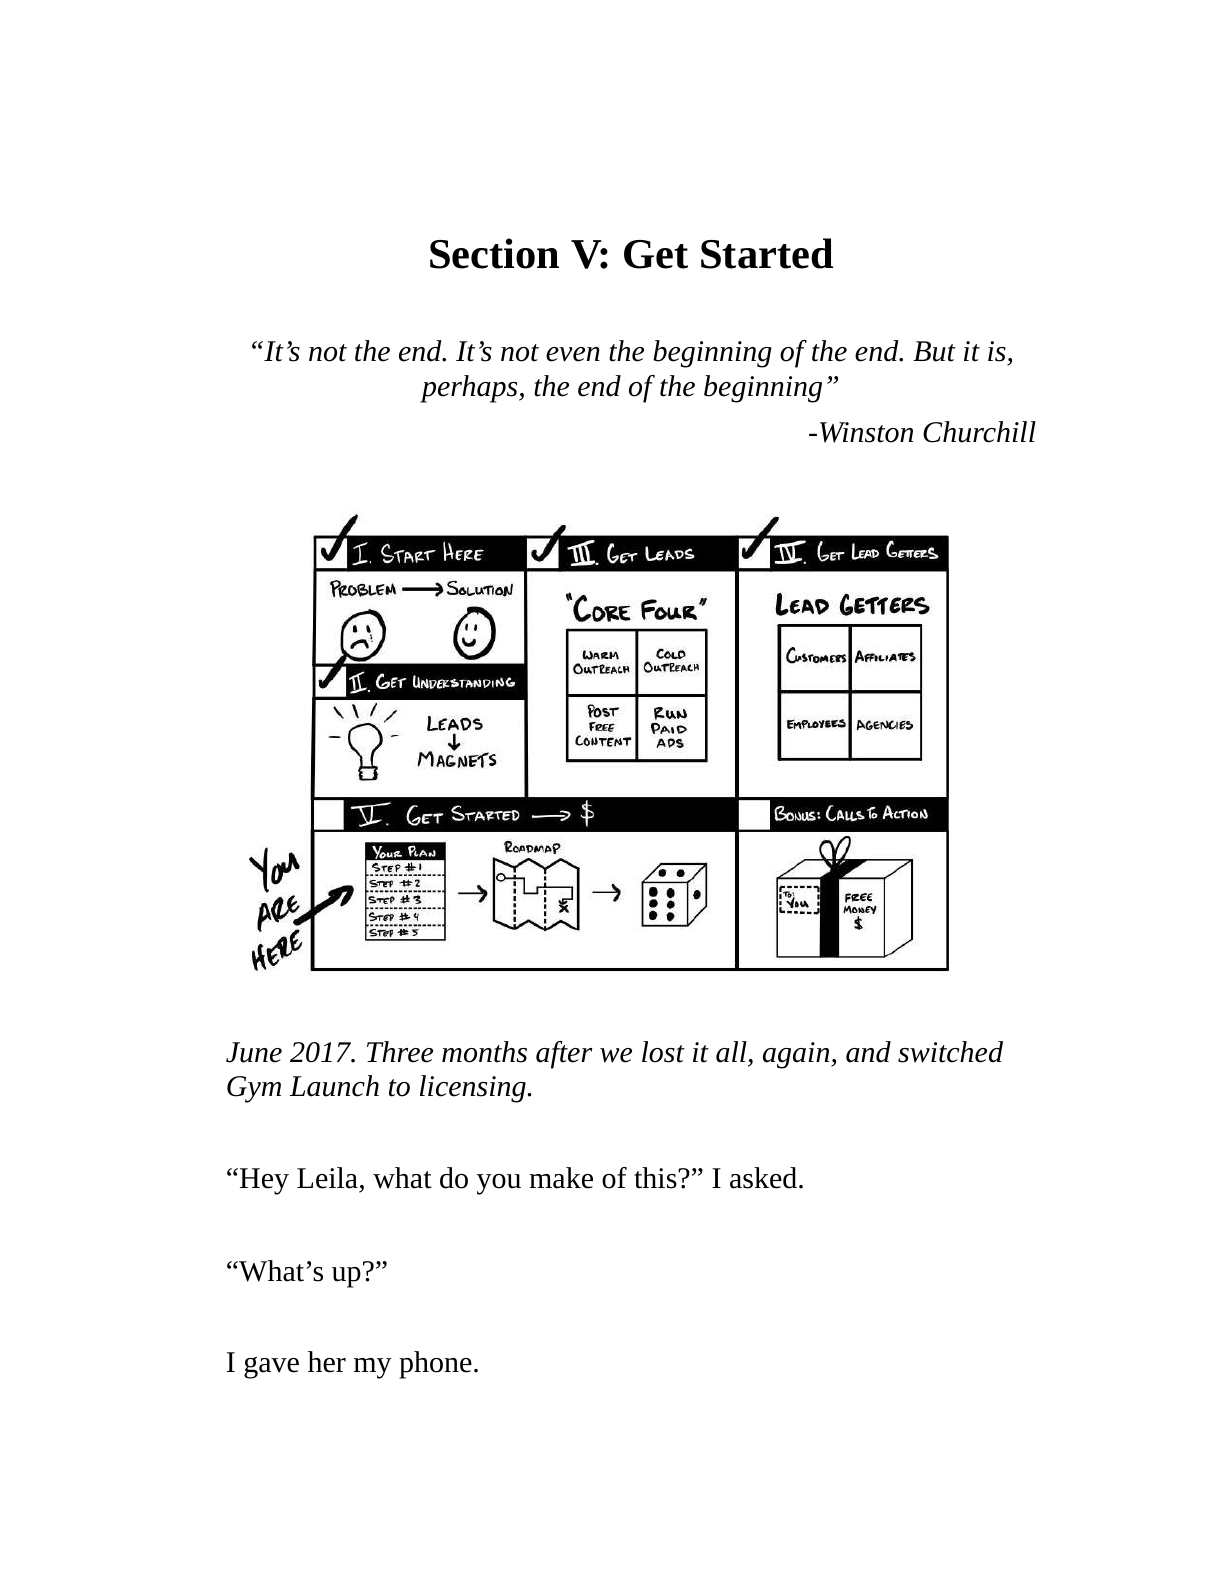 Section V: Get Started
“It’s not the end. It’s not even the beginning of the end. But it is,
perhaps, the end of the beginning”
-Winston Churchill
I. START HERE
PROBLEM → SOLUTION
II. GET UNDERSTANDING
LEADS
↓
MAGNETS
III. GET LEADS
"CORE FOUR"
WARM
OUTREACH
COLD
OUTREACH
POST
FREE
CONTENT
RUN
PAID
ADS
IV. GET LEAD GETTERS
LEAD GETTERS
CUSTOMERS
AFFILIATES
EMPLOYEES
AGENCIES
V. GET STARTED → $
YOU
ARE
HERE
YOUR PLAN
STEP #1
STEP #2
STEP #3
STEP #4
STEP #5
ROADMAP
X
BONUS: CALLS TO ACTION
TO:
YOU
FREE
MONEY
$
June 2017. Three months after we lost it all, again, and switched
Gym Launch to licensing.
“Hey Leila, what do you make of this?” I asked.
“What’s up?”
I gave her my phone.